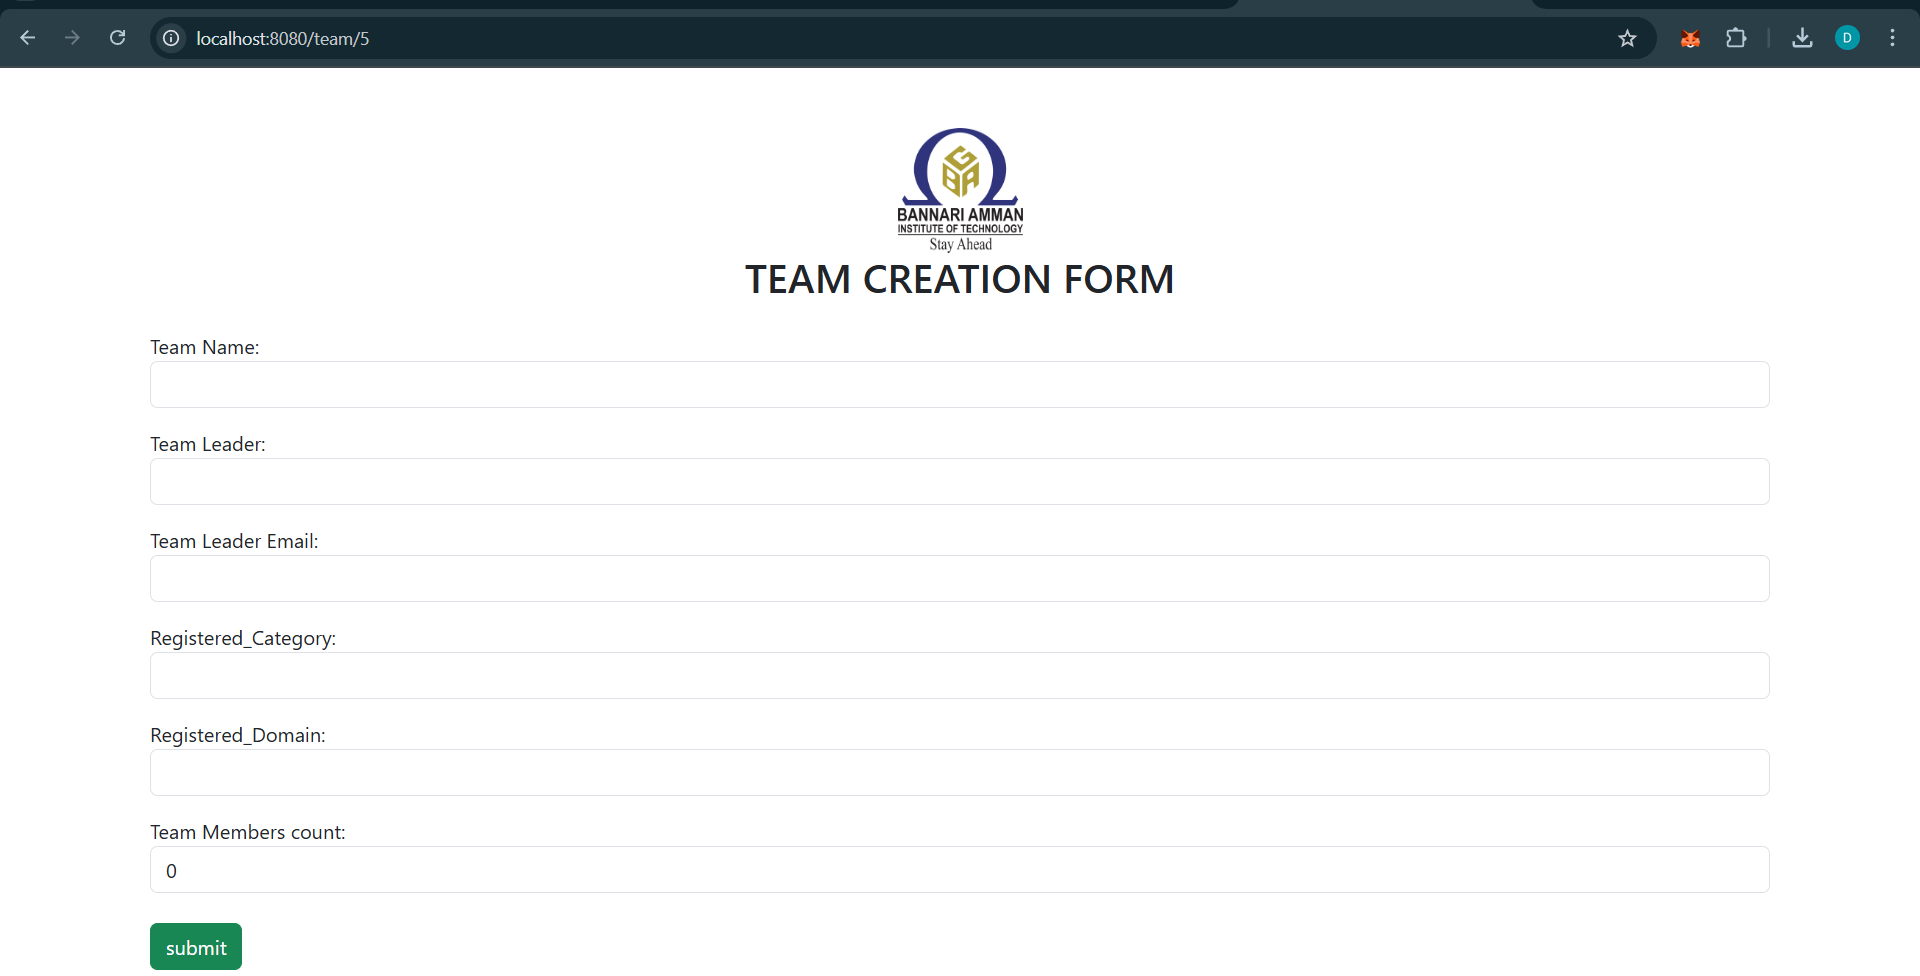 localhost:8080/team/5
D
G
B A
BANNARI AMMAN
INSTITUTE OF TECHNOLOGY
Stay Ahead
TEAM CREATION FORM
Team Name:
Team Leader:
Team Leader Email:
Registered_Category:
Registered_Domain:
Team Members count:
0
submit